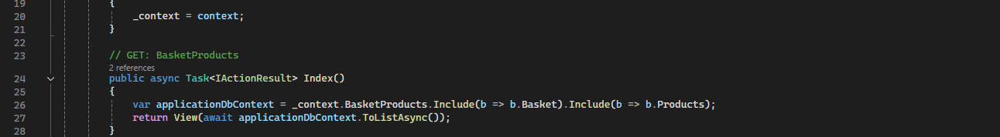 19 {
20 _context = context;
21 }
22
23 // GET: BasketProducts
2 references
24 public async Task<IActionResult> Index()
25 {
26 var applicationDbContext = _context.BasketProducts.Include(b => b.Basket).Include(b => b.Products);
27 return View(await applicationDbContext.ToListAsync());
28 }